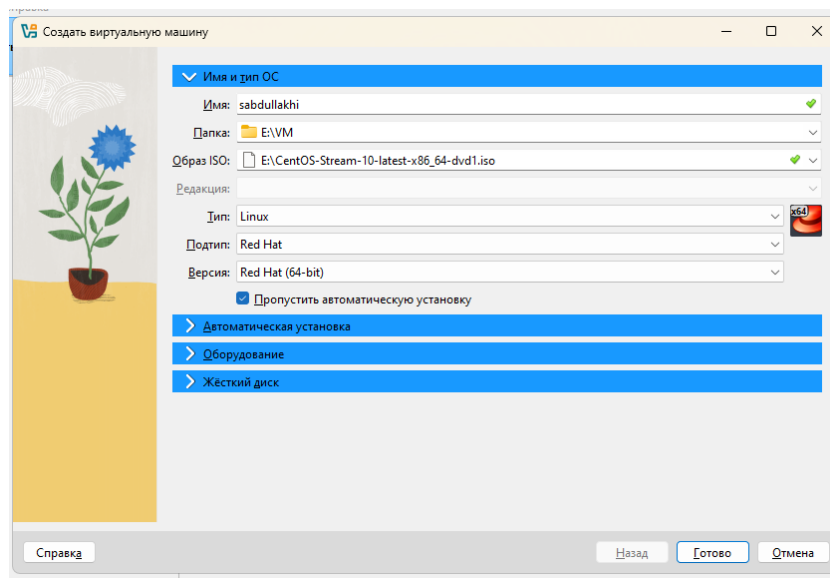 Создать виртуальную машину
Имя и тип ОС
Имя: sabdullakhi
Папка: E:\VM
Образ ISO: E:\CentOS-Stream-10-latest-x86_64-dvd1.iso
Редакция:
Тип: Linux
x64
Подтип: Red Hat
Версия: Red Hat (64-bit)
Пропустить автоматическую установку
Автоматическая установка
Оборудование
Жёсткий диск
Справка
Назад
Готово
Отмена